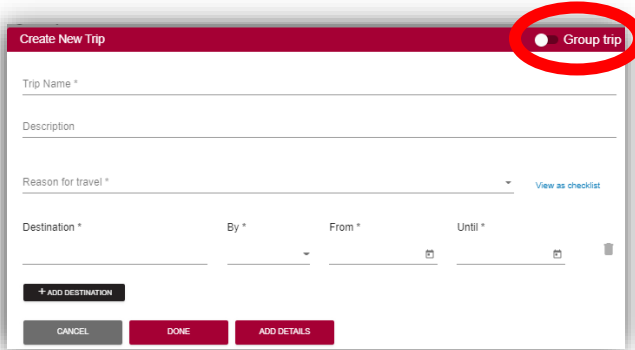 Create New Trip Group trip
Trip Name *
Description
Reason for travel * View as checklist
Destination * By * From * Until *
+ ADD DESTINATION
CANCEL DONE ADD DETAILS